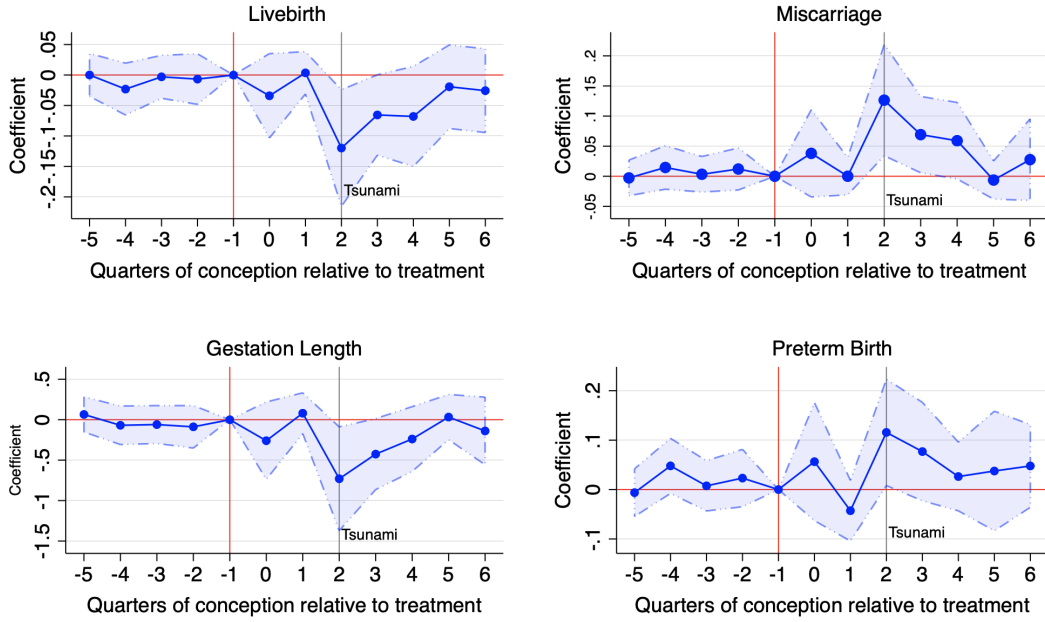 Livebirth
Coefficient
.05
0
-.05
-.1
-.15
-.2
Tsunami
-5 -4 -3 -2 -1 0 1 2 3 4 5 6
Quarters of conception relative to treatment
Miscarriage
Coefficient
.2
.15
.1
.05
0
-.05
Tsunami
-5 -4 -3 -2 -1 0 1 2 3 4 5 6
Quarters of conception relative to treatment
Gestation Length
Coefficient
.5
0
-.5
-1
-1.5
Tsunami
-5 -4 -3 -2 -1 0 1 2 3 4 5 6
Quarters of conception relative to treatment
Preterm Birth
Coefficient
.2
.1
0
-.1
Tsunami
-5 -4 -3 -2 -1 0 1 2 3 4 5 6
Quarters of conception relative to treatment